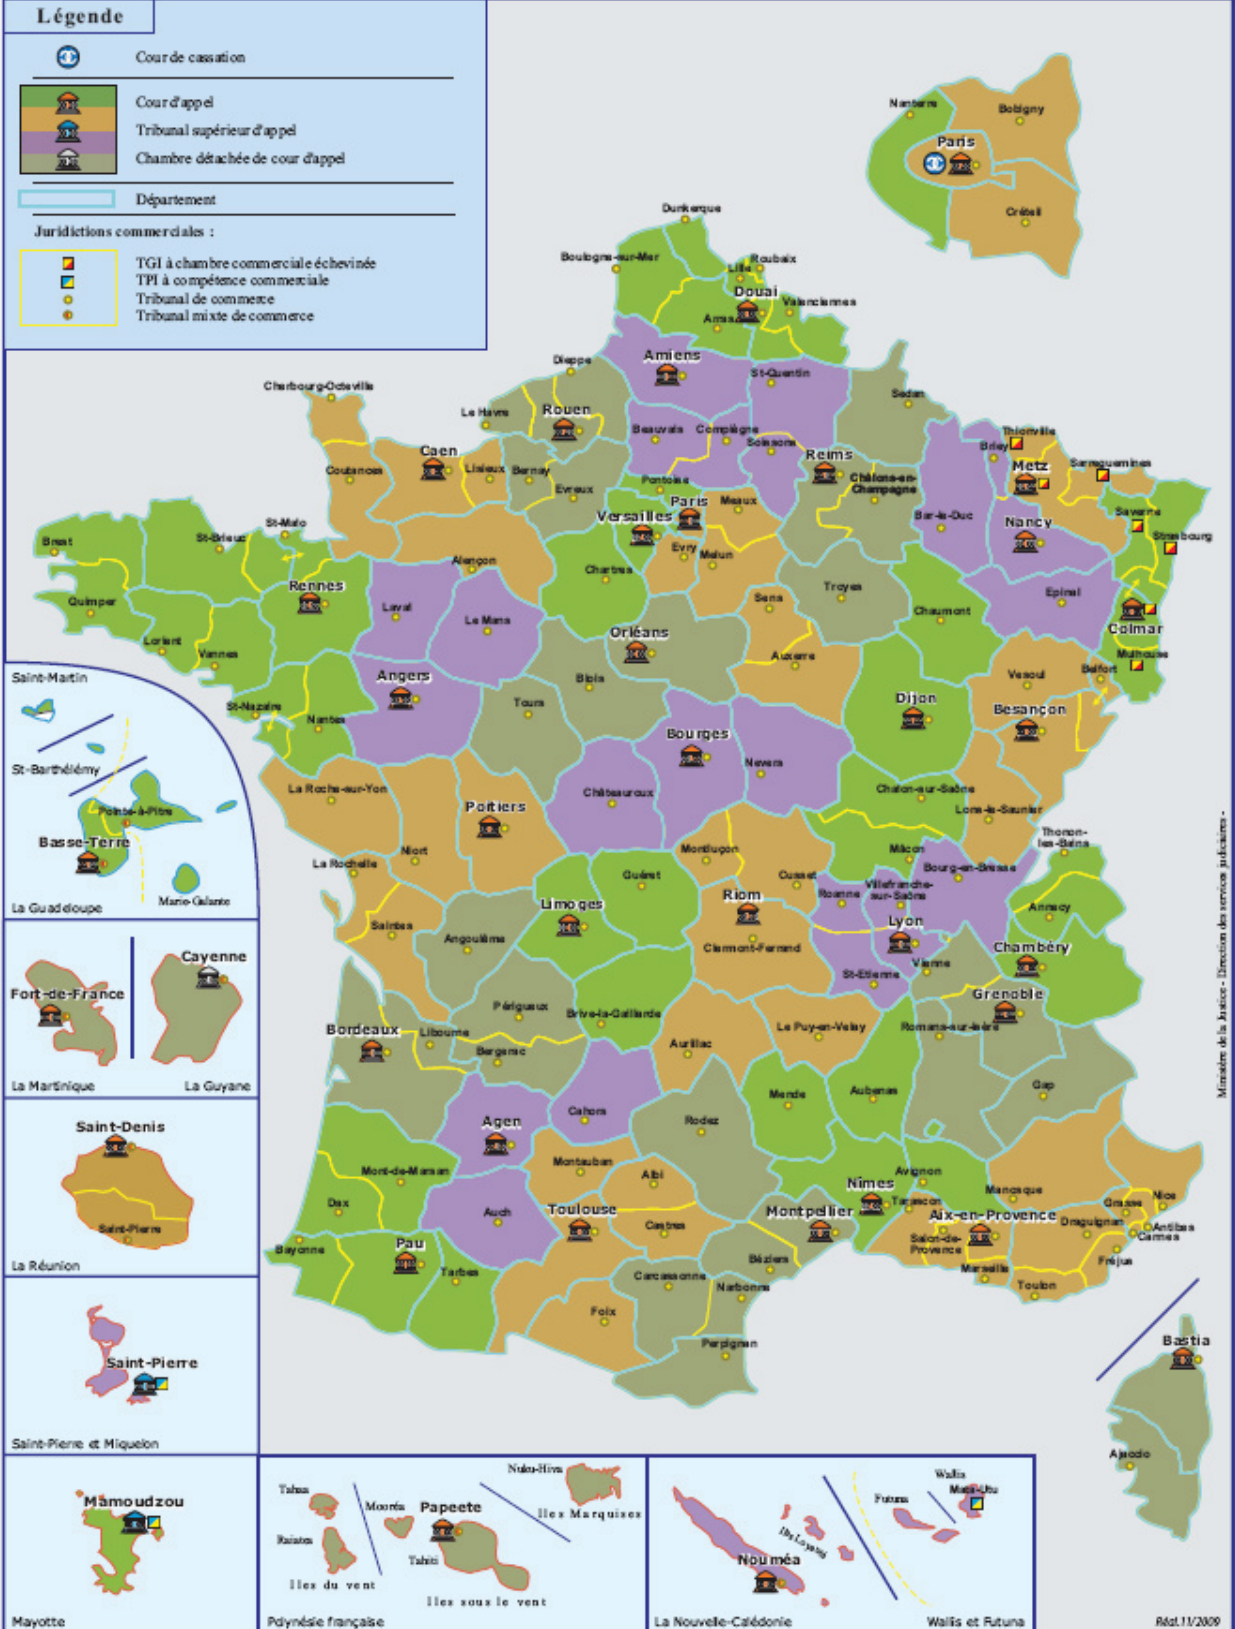 Légende
Cour de cassation
Cour d'appel
Tribunal supérieur d'appel
Chambre détachée de cour d'appel
Département
Juridictions commerciales :
TGI à chambre commerciale échevinée
TPI à compétence commerciale
Tribunal de commerce
Tribunal mixte de commerce
Nanterre
Bobigny
Paris
Créteil
Dunkerque
Boulogne-sur-Mer
Roubaix
Lille
Douai
Valenciennes
Arras
Amiens
Dieppe
St-Quentin
Cherbourg-Octeville
Sedan
Le Havre
Rouen
Beauvais
Compiègne
Soissons
Thionville
Briey
Caen
Reims
Metz
Sarreguemines
Coutances
Lisieux
Bernay
Evreux
Pontoise
Châlons-en-Champagne
Paris
Meaux
Versailles
Bar-le-Duc
Nancy
Saverne
Strasbourg
St-Malo
St-Brieuc
Brest
Evry
Melun
Alençon
Chartres
Rennes
Quimper
Laval
Le Mans
Sens
Troyes
Chaumont
Epinal
Colmar
Orléans
Lorient
Vannes
Auxerre
Mulhouse
Belfort
Vesoul
Saint-Martin
Angers
Blois
Tours
Dijon
Besançon
St-Nazaire
Nantes
Bourges
Nevers
St-Barthélémy
La Roche-sur-Yon
Châteauroux
Chalon-sur-Saône
Lons-le-Saunier
Pointe-à-Pitre
Poitiers
Basse-Terre
Niort
Montluçon
Mâcon
Thonon-les-Bains
Bourg-en-Bresse
La Rochelle
Guéret
Cusset
Roanne
Villefranche-sur-Saône
Marie-Galante
La Guadeloupe
Limoges
Riom
Annecy
Saintes
Angoulême
Clermont-Ferrand
Lyon
Chambéry
Cayenne
Vienne
St-Etienne
Fort-de-France
Grenoble
Périgueux
Brive-la-Gaillarde
Bordeaux
Libourne
Le Puy-en-Velay
Romans-sur-Isère
Bergerac
Aurillac
La Martinique
La Guyane
Gap
Aubenas
Mende
Cahors
Agen
Rodez
Saint-Denis
Montauban
Mont-de-Marsan
Albi
Avignon
Nîmes
Manosque
Dax
Auch
Toulouse
Castres
Montpellier
Tarascon
Aix-en-Provence
Grasse
Nice
Draguignan
Antibes
Cannes
Saint-Pierre
Salon-de-Provence
Bayonne
Pau
Tarbes
Béziers
Marseille
Fréjus
La Réunion
Carcassonne
Narbonne
Toulon
Foix
Perpignan
Bastia
Saint-Pierre
Saint-Pierre et Miquelon
Ajaccio
Mamoudzou
Mayotte
Tahaa
Mooréa
Papeete
Nuku-Hiva
Iles Marquises
Raiatea
Tahiti
Iles du vent
Iles sous le vent
Polynésie française
Iles Loyauté
Nouméa
La Nouvelle-Calédonie
Wallis
Mata-Utu
Futuna
Wallis et Futuna
Ministère de la Justice - Direction des services judiciaires -
Réal.11/2009